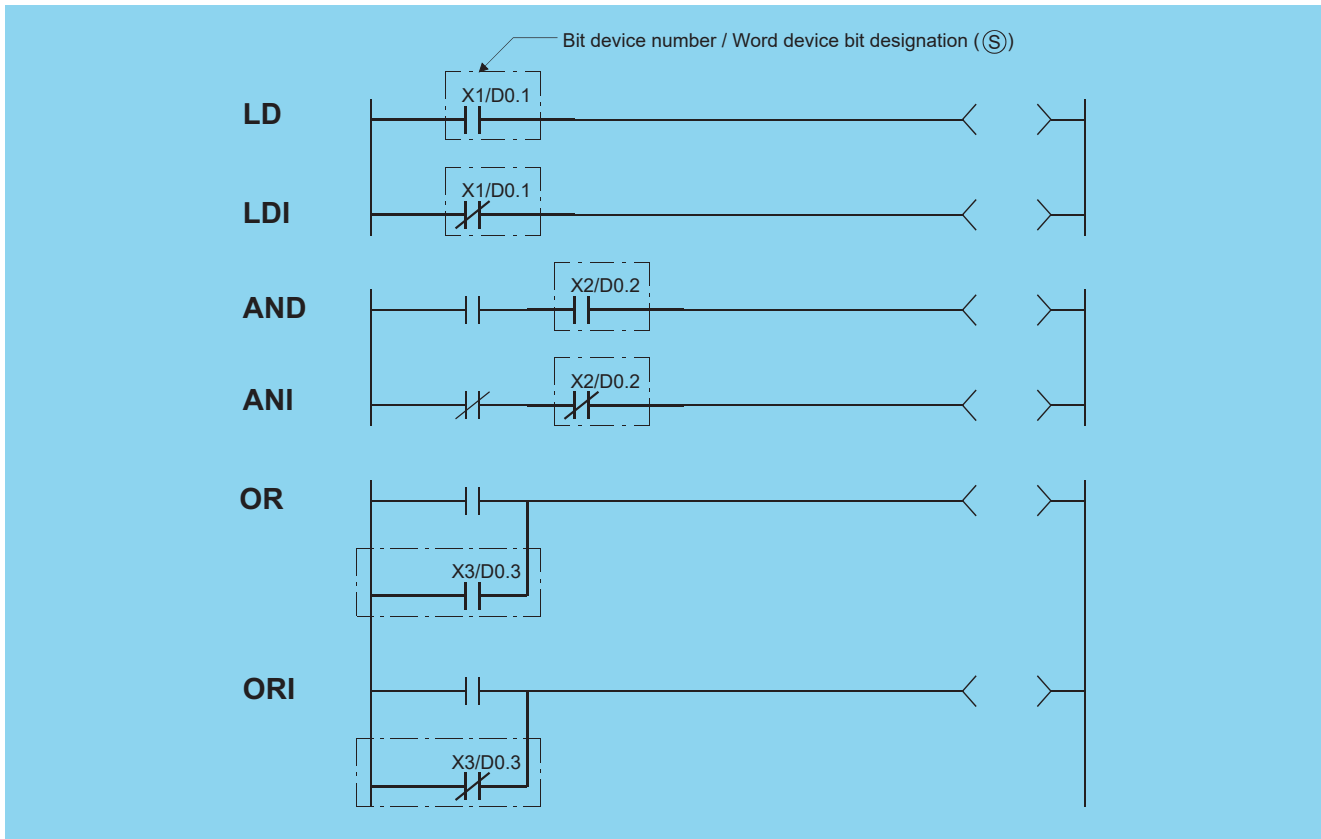 Bit device number / Word device bit designation (Ⓢ)
X1/D0.1
LD
X1/D0.1
LDI
X2/D0.2
AND
X2/D0.2
ANI
OR
X3/D0.3
ORI
X3/D0.3